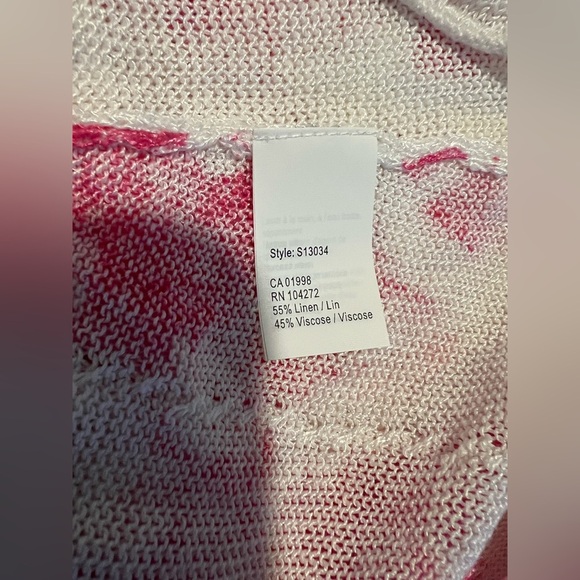 Style: S13034
CA 01998
RN 104272
55% Linen / Lin
45% Viscose / Viscose